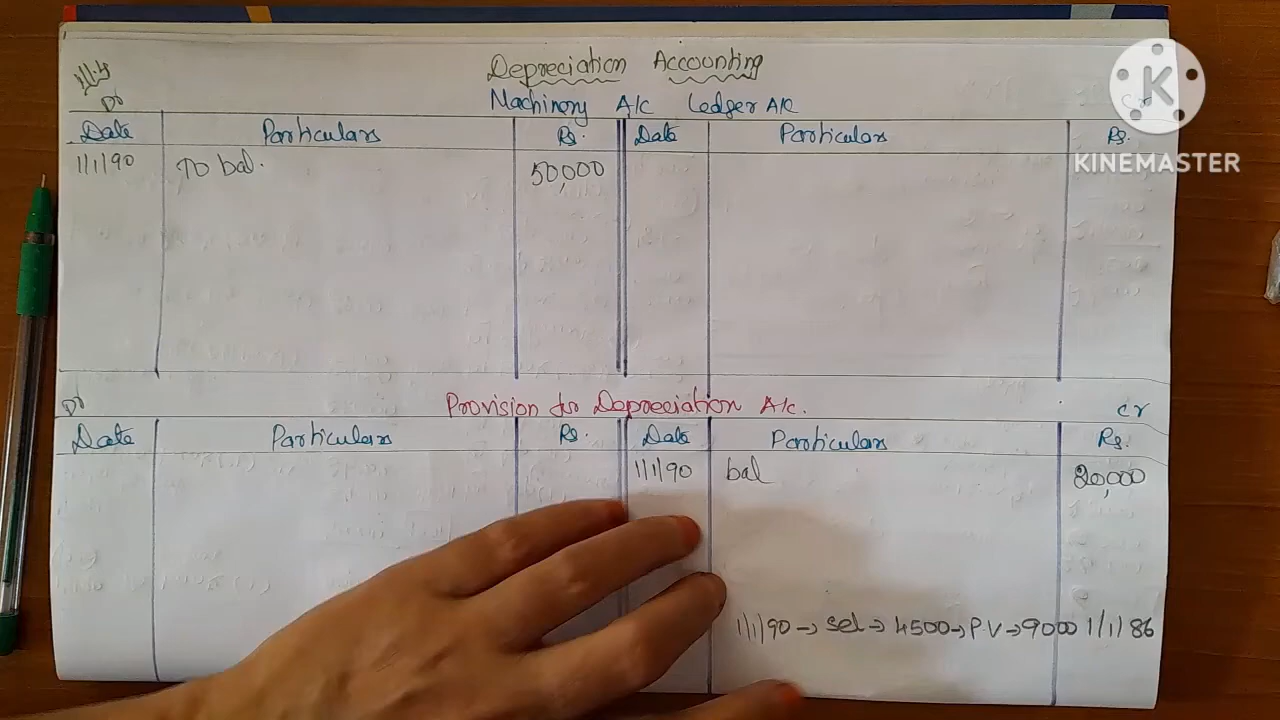 Depreciation Accounting
Machinery A/c Ledger A/c
Dr Cr
Date Particulars Rs. Date Particulars Rs.
1/1/90 To bal. 50,000
K
KINEMASTER
Provision for Depreciation A/c.
Dr Cr
Date Particulars Rs. Date Particulars Rs.
1/1/90 bal 20,000
1/1/90 → sel → 4500 → PV → 9000 1/1/86